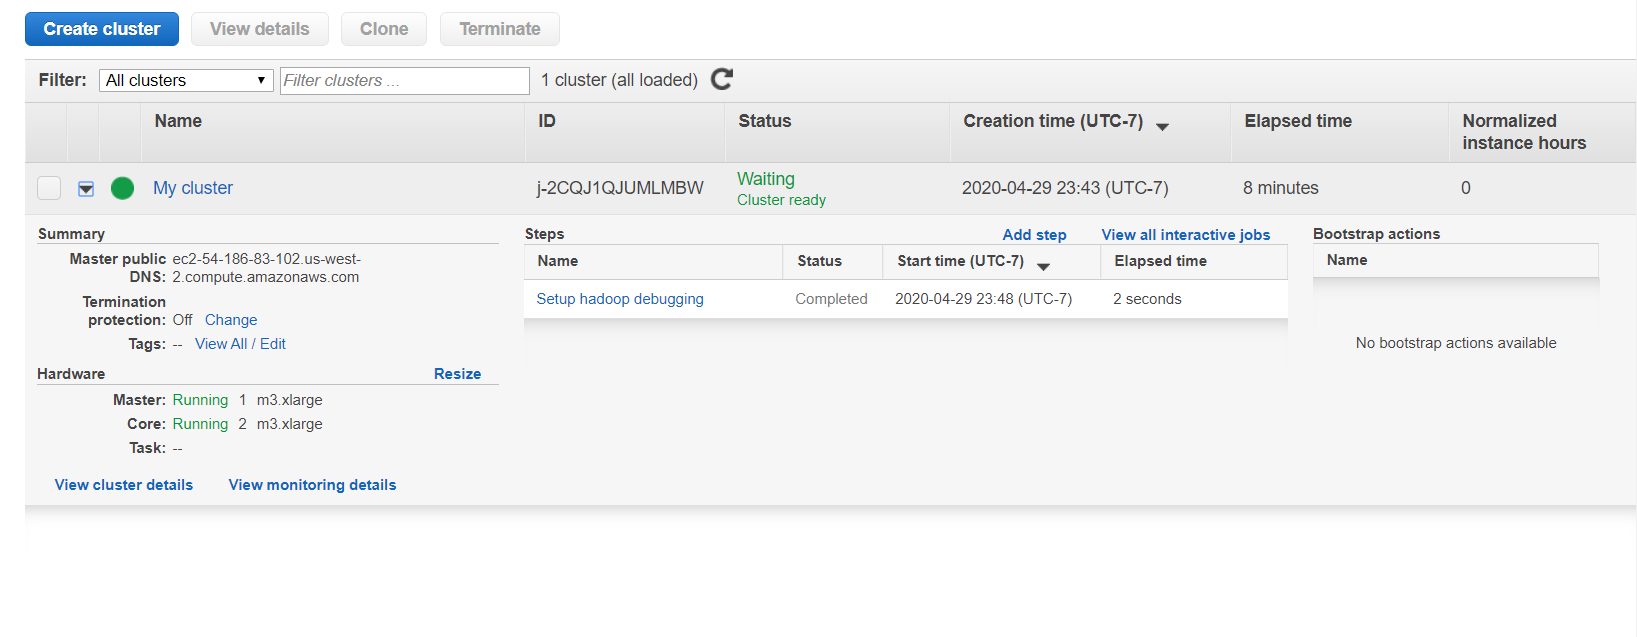 Create cluster View details Clone Terminate
Filter: All clusters Filter clusters ... 1 cluster (all loaded)
Name ID Status Creation time (UTC-7) Elapsed time Normalized instance hours
My cluster j-2CQJ1QJUMLMBW Waiting 2020-04-29 23:43 (UTC-7) 8 minutes 0
Cluster ready
Summary
Master public DNS: ec2-54-186-83-102.us-west-
2.compute.amazonaws.com
Termination
protection: Off Change
Tags: -- View All / Edit
Hardware Resize
Master: Running 1 m3.xlarge
Core: Running 2 m3.xlarge
Task: --
View cluster details View monitoring details
Steps Add step View all interactive jobs
Name Status Start time (UTC-7) Elapsed time
Setup hadoop debugging Completed 2020-04-29 23:48 (UTC-7) 2 seconds
Bootstrap actions
Name
No bootstrap actions available